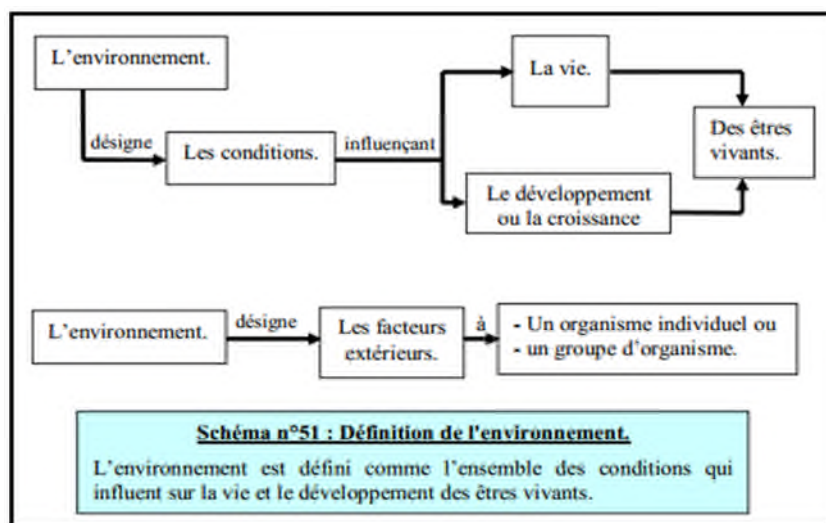 L'environnement.
désigne
Les conditions.
influençant
La vie.
Le développement
ou la croissance
Des êtres
vivants.
L'environnement.
désigne
Les facteurs
extérieurs.
à
- Un organisme individuel ou
- un groupe d'organisme.
Schéma n°51 : Définition de l'environnement.
L'environnement est défini comme l'ensemble des conditions qui
influent sur la vie et le développement des êtres vivants.